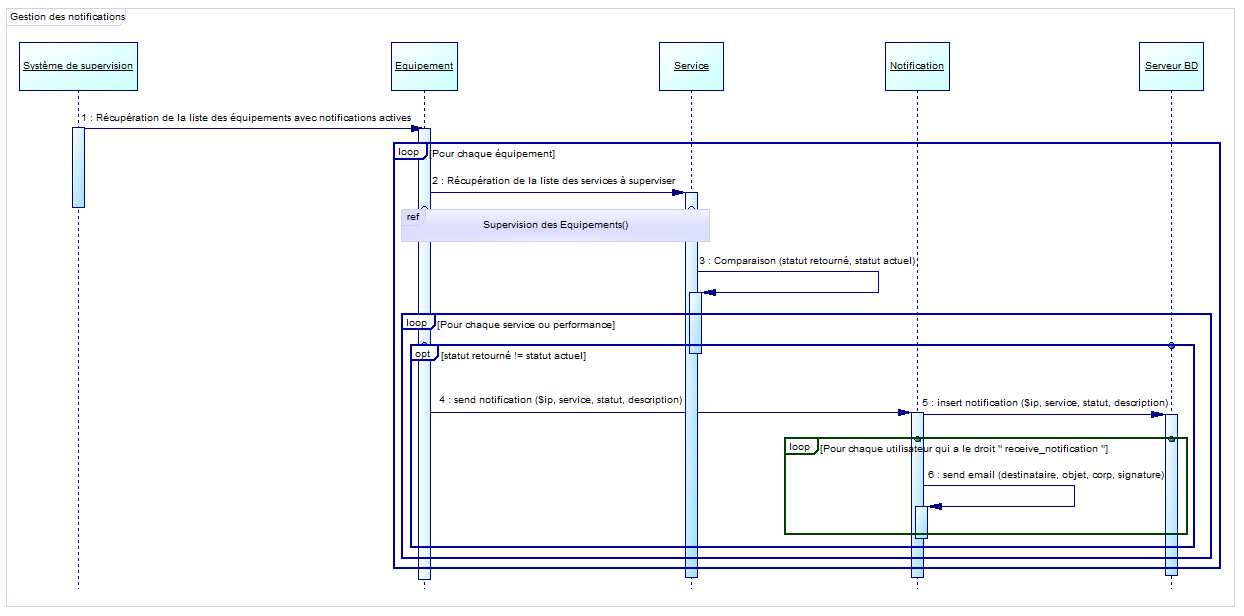 Gestion des notifications
Système de supervision
Equipement
Service
Notification
Serveur BD
1 : Récupération de la liste des équipements avec notifications actives
loop
[Pour chaque équipement]
2 : Récupération de la liste des services à superviser
ref
Supervision des Equipements()
3 : Comparaison (statut retourné, statut actuel)
loop
[Pour chaque service ou performance]
opt
[statut retourné != statut actuel]
4 : send notification ($ip, service, statut, description)
5 : insert notification ($ip, service, statut, description)
loop
[Pour chaque utilisateur qui a le droit " receive_notification "]
6 : send email (destinataire, objet, corp, signature)